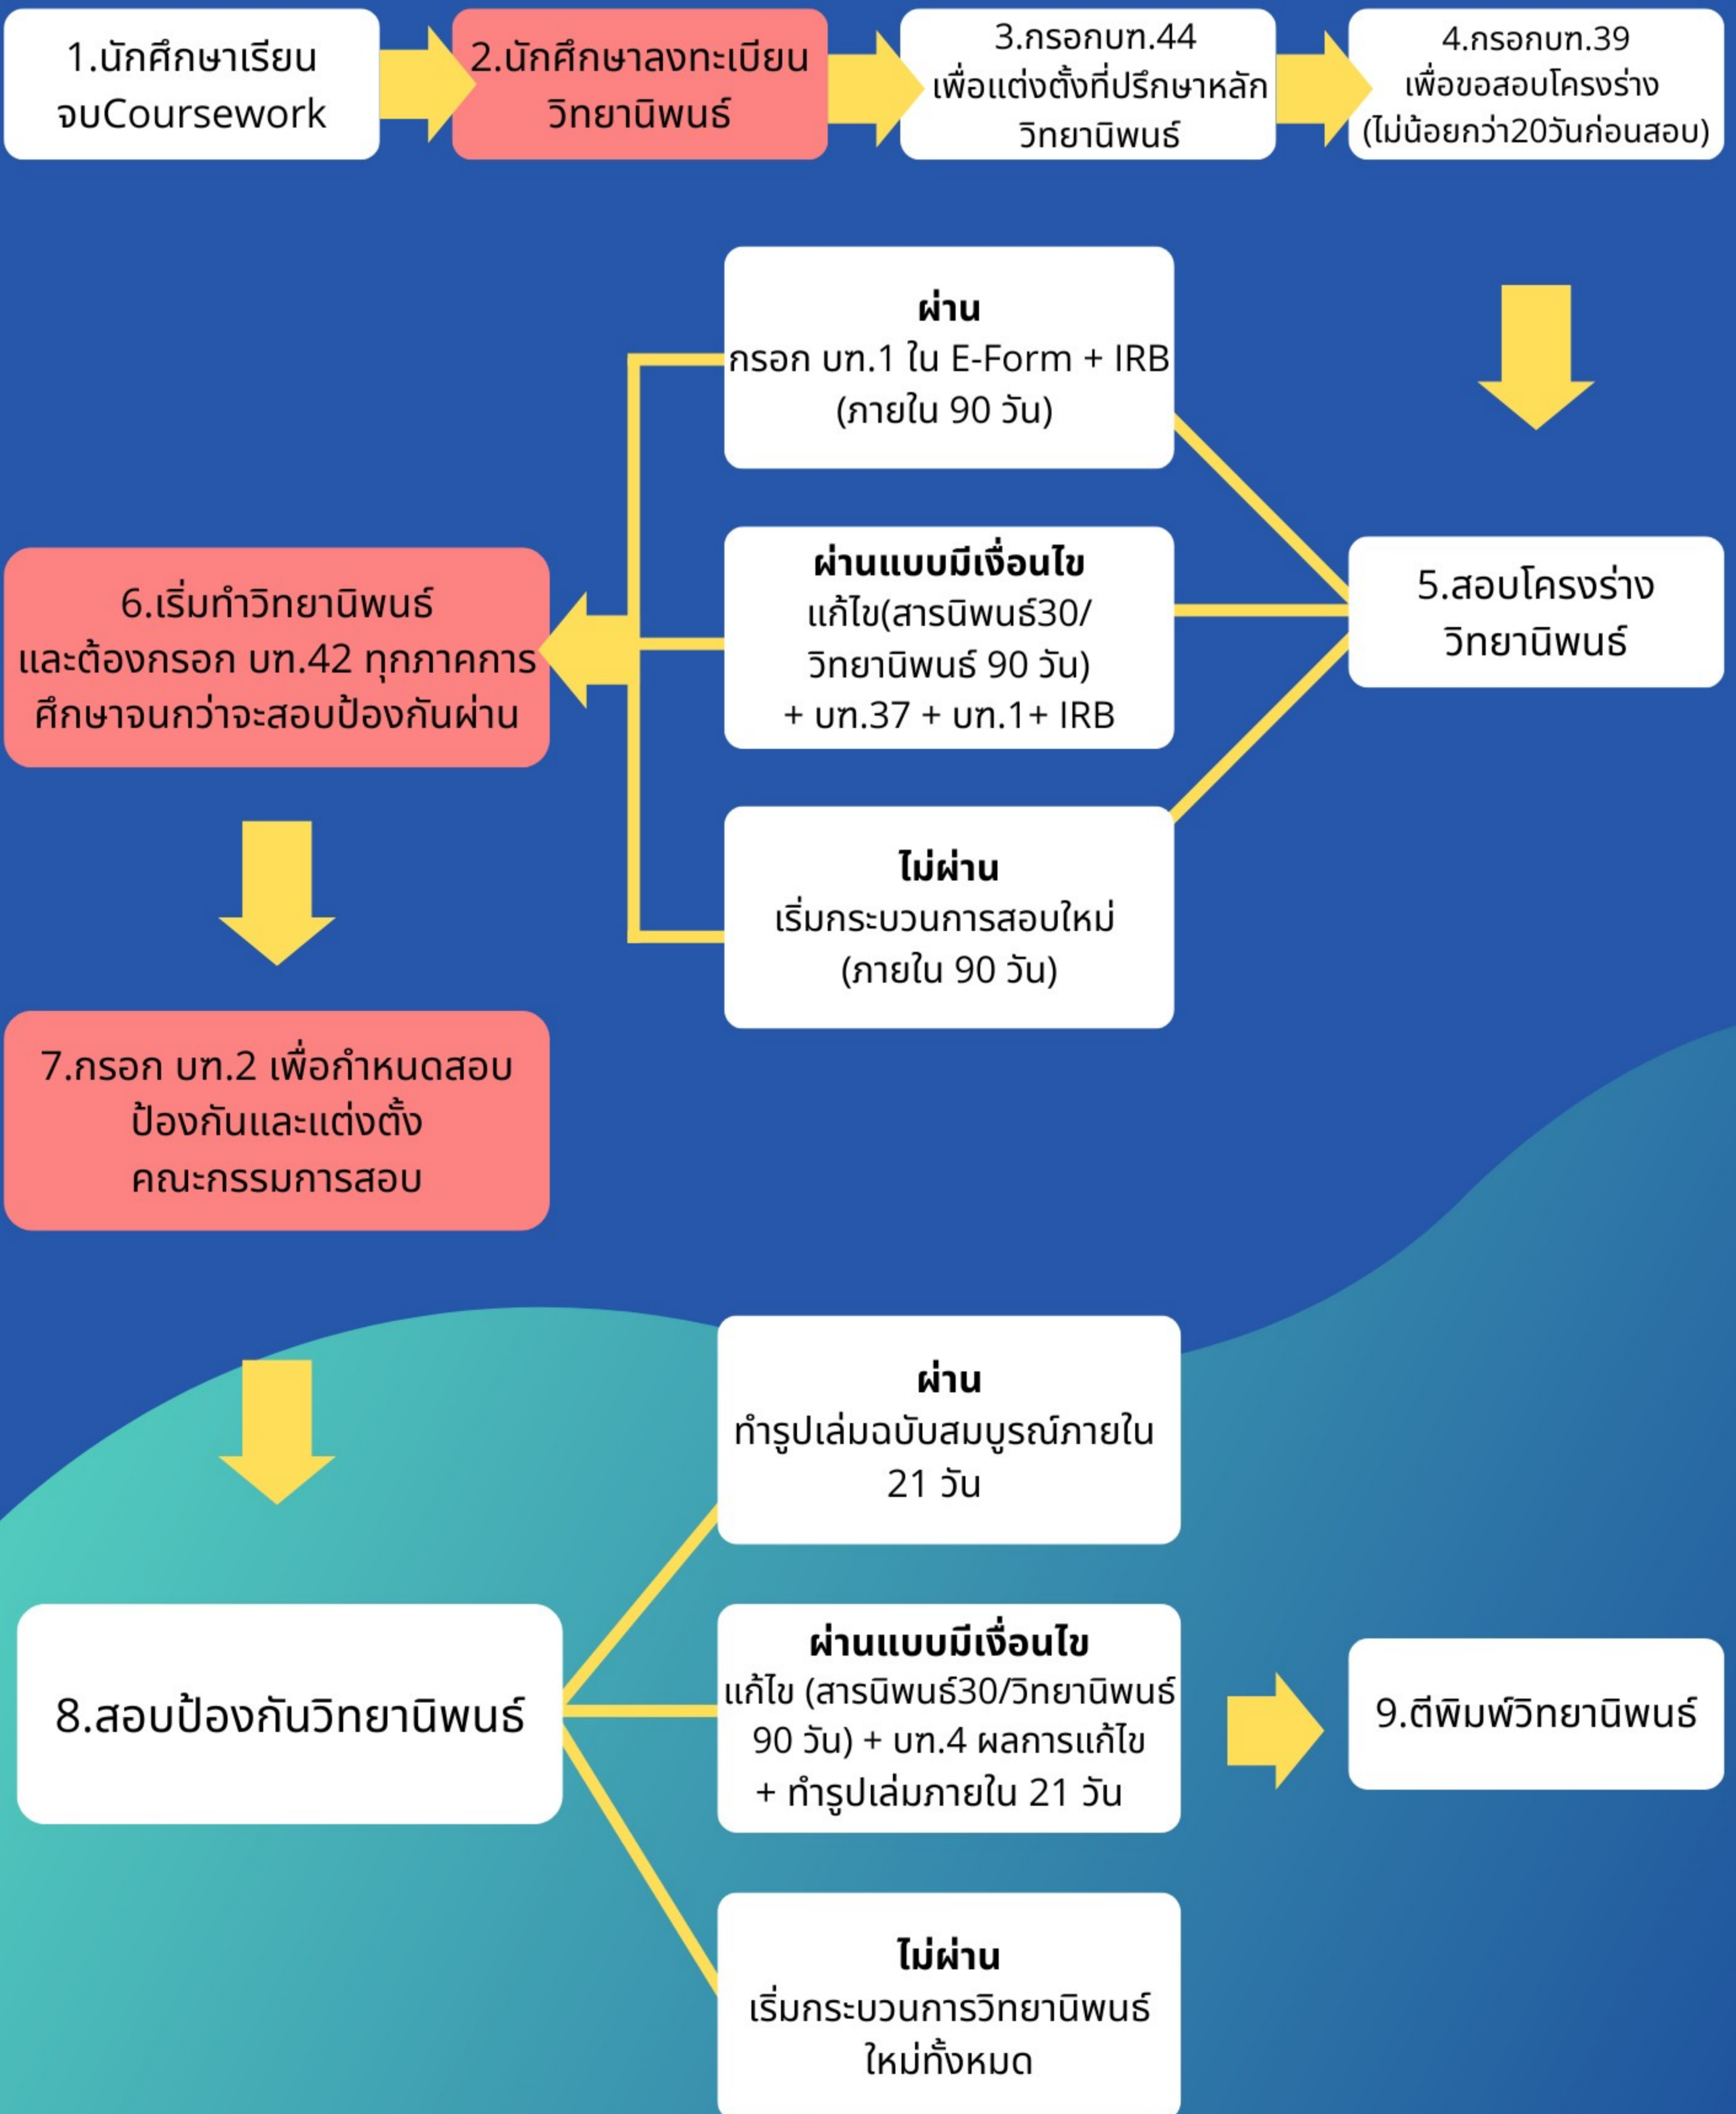 1.นักศึกษาเรียน
จบCoursework
2.นักศึกษาลงทะเบียน
วิทยานิพนธ์
3.กรอกบฑ.44
เพื่อแต่งตั้งที่ปรึกษาหลัก
วิทยานิพนธ์
4.กรอกบฑ.39
เพื่อขอสอบโครงร่าง
(ไม่น้อยกว่า20วันก่อนสอบ)
5.สอบโครงร่าง
วิทยานิพนธ์
ผ่าน
กรอก บฑ.1 ใน E-Form + IRB
(ภายใน 90 วัน)
ผ่านแบบมีเงื่อนไข
แก้ไข(สารนิพนธ์30/
วิทยานิพนธ์ 90 วัน)
+ บฑ.37 + บฑ.1+ IRB
ไม่ผ่าน
เริ่มกระบวนการสอบใหม่
(ภายใน 90 วัน)
6.เริ่มทำวิทยานิพนธ์
และต้องกรอก บฑ.42 ทุกภาคการ
ศึกษาจนกว่าจะสอบป้องกันผ่าน
7.กรอก บฑ.2 เพื่อกำหนดสอบ
ป้องกันและแต่งตั้ง
คณะกรรมการสอบ
8.สอบป้องกันวิทยานิพนธ์
ผ่าน
ทำรูปเล่มฉบับสมบูรณ์ภายใน
21 วัน
ผ่านแบบมีเงื่อนไข
แก้ไข (สารนิพนธ์30/วิทยานิพนธ์
90 วัน) + บฑ.4 ผลการแก้ไข
+ ทำรูปเล่มภายใน 21 วัน
ไม่ผ่าน
เริ่มกระบวนการวิทยานิพนธ์
ใหม่ทั้งหมด
9.ตีพิมพ์วิทยานิพนธ์